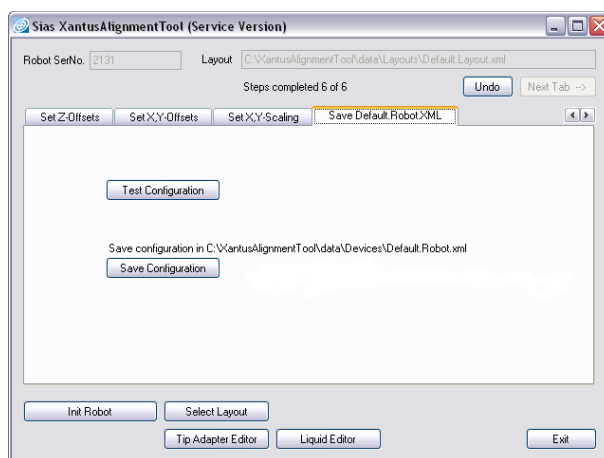 Sias XantusAlignmentTool (Service Version)
Robot SerNo. 2131 Layout C:\XantusAlignmentTool\data\Layouts\Default.Layout.xml
Steps completed 6 of 6 Undo Next Tab -->
Set Z-Offsets Set X,Y-Offsets Set X,Y-Scaling Save Default.Robot.XML
Test Configuration
Save configuration in C:\XantusAlignmentTool\data\Devices\Default.Robot.xml
Save Configuration
Init Robot Select Layout
Tip Adapter Editor Liquid Editor Exit